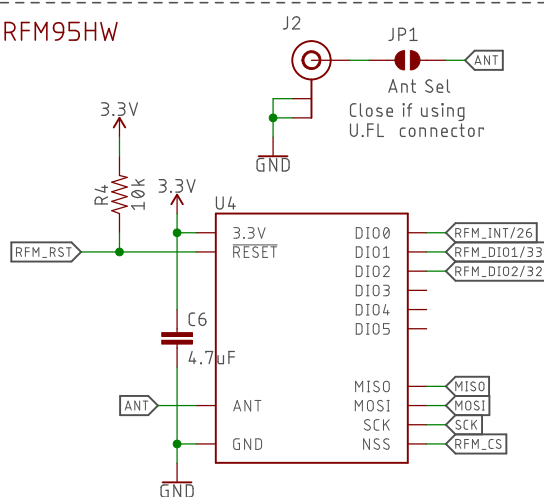 RFM95HW
J2
JP1
ANT
Ant Sel
Close if using
U.FL connector
GND
3.3V
R4
10k
3.3V
U4
RFM_RST
3.3V
RESET
DIO0
RFM_INT/26
DIO1
RFM_DIO1/33
DIO2
RFM_DIO2/32
DIO3
DIO4
DIO5
C6
4.7uF
MISO
MISO
ANT
ANT
MOSI
MOSI
SCK
SCK
GND
NSS
RFM_CS
GND